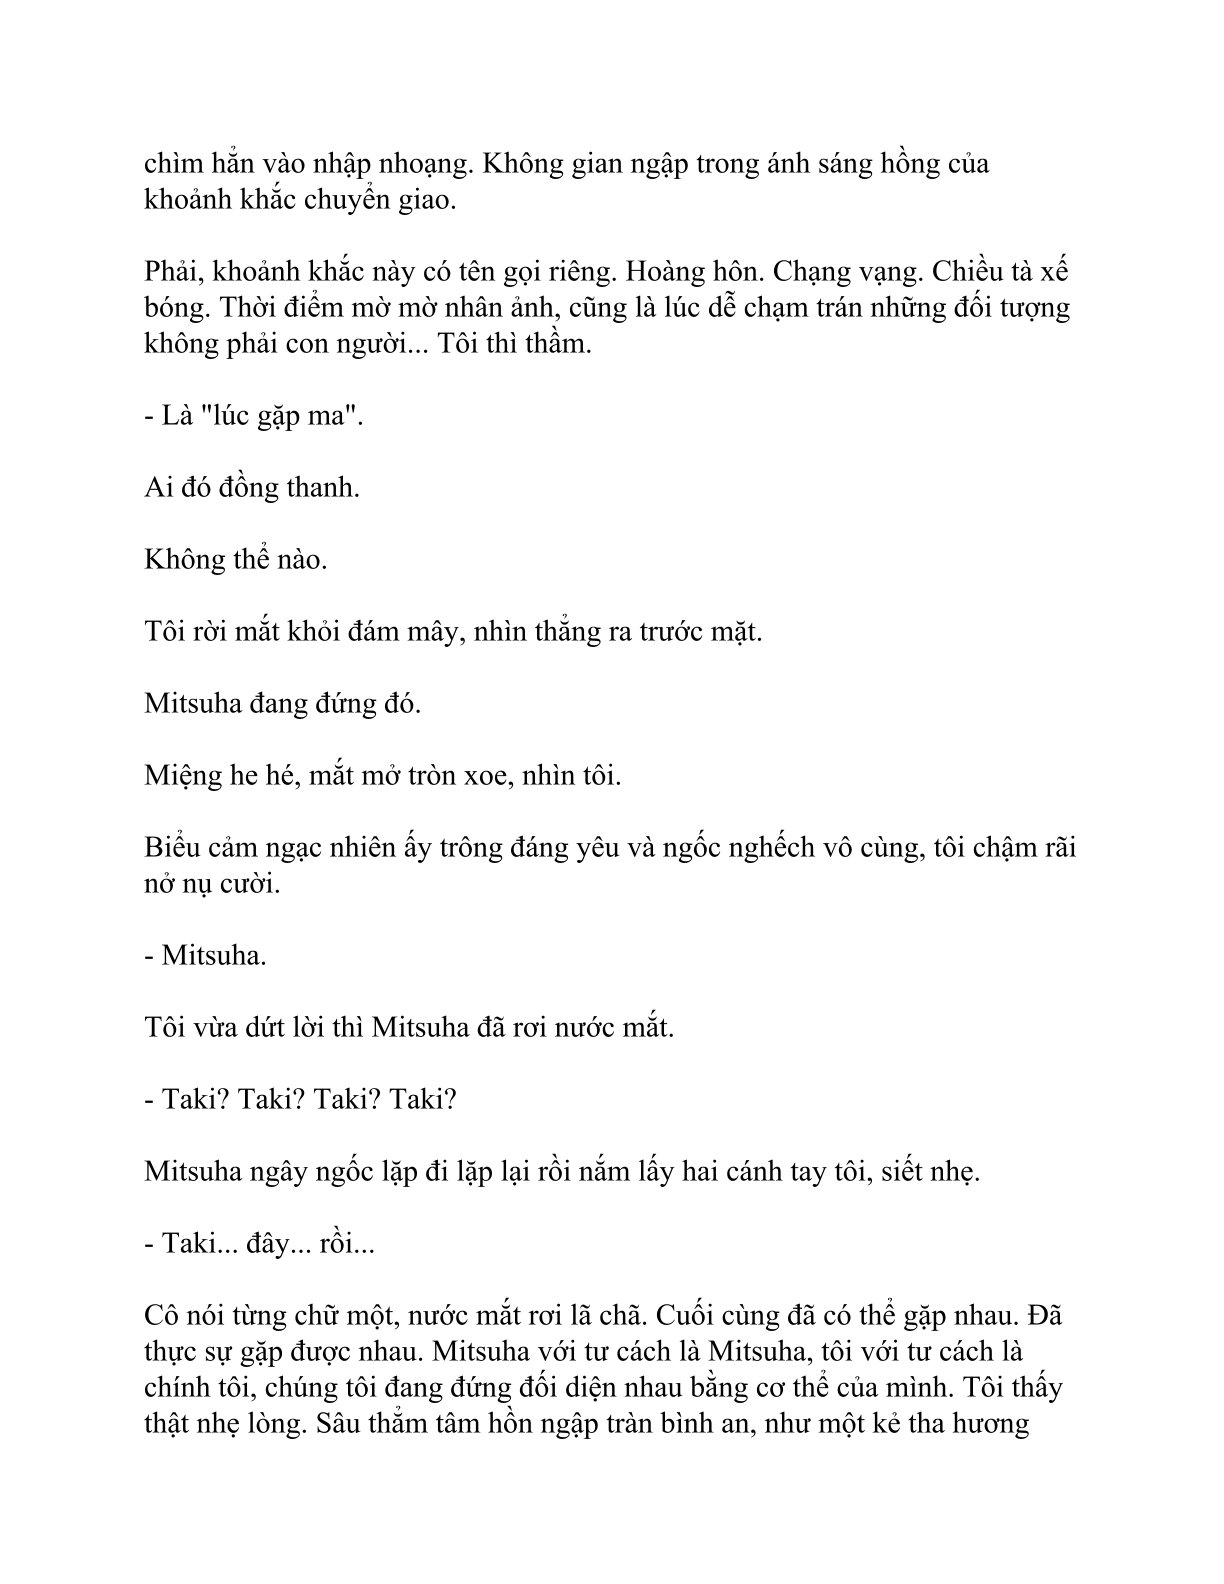 chìm hẳn vào nhập nhoạng. Không gian ngập trong ánh sáng hồng của
khoảnh khắc chuyển giao.
Phải, khoảnh khắc này có tên gọi riêng. Hoàng hôn. Chạng vạng. Chiều tà xế
bóng. Thời điểm mờ mờ nhân ảnh, cũng là lúc dễ chạm trán những đối tượng
không phải con người... Tôi thì thầm.
- Là "lúc gặp ma".
Ai đó đồng thanh.
Không thể nào.
Tôi rời mắt khỏi đám mây, nhìn thẳng ra trước mặt.
Mitsuha đang đứng đó.
Miệng he hé, mắt mở tròn xoe, nhìn tôi.
Biểu cảm ngạc nhiên ấy trông đáng yêu và ngốc nghếch vô cùng, tôi chậm rãi
nở nụ cười.
- Mitsuha.
Tôi vừa dứt lời thì Mitsuha đã rơi nước mắt.
- Taki? Taki? Taki? Taki?
Mitsuha ngây ngốc lặp đi lặp lại rồi nắm lấy hai cánh tay tôi, siết nhẹ.
- Taki... đây... rồi...
Cô nói từng chữ một, nước mắt rơi lã chã. Cuối cùng đã có thể gặp nhau. Đã
thực sự gặp được nhau. Mitsuha với tư cách là Mitsuha, tôi với tư cách là
chính tôi, chúng tôi đang đứng đối diện nhau bằng cơ thể của mình. Tôi thấy
thật nhẹ lòng. Sâu thẳm tâm hồn ngập tràn bình an, như một kẻ tha hương